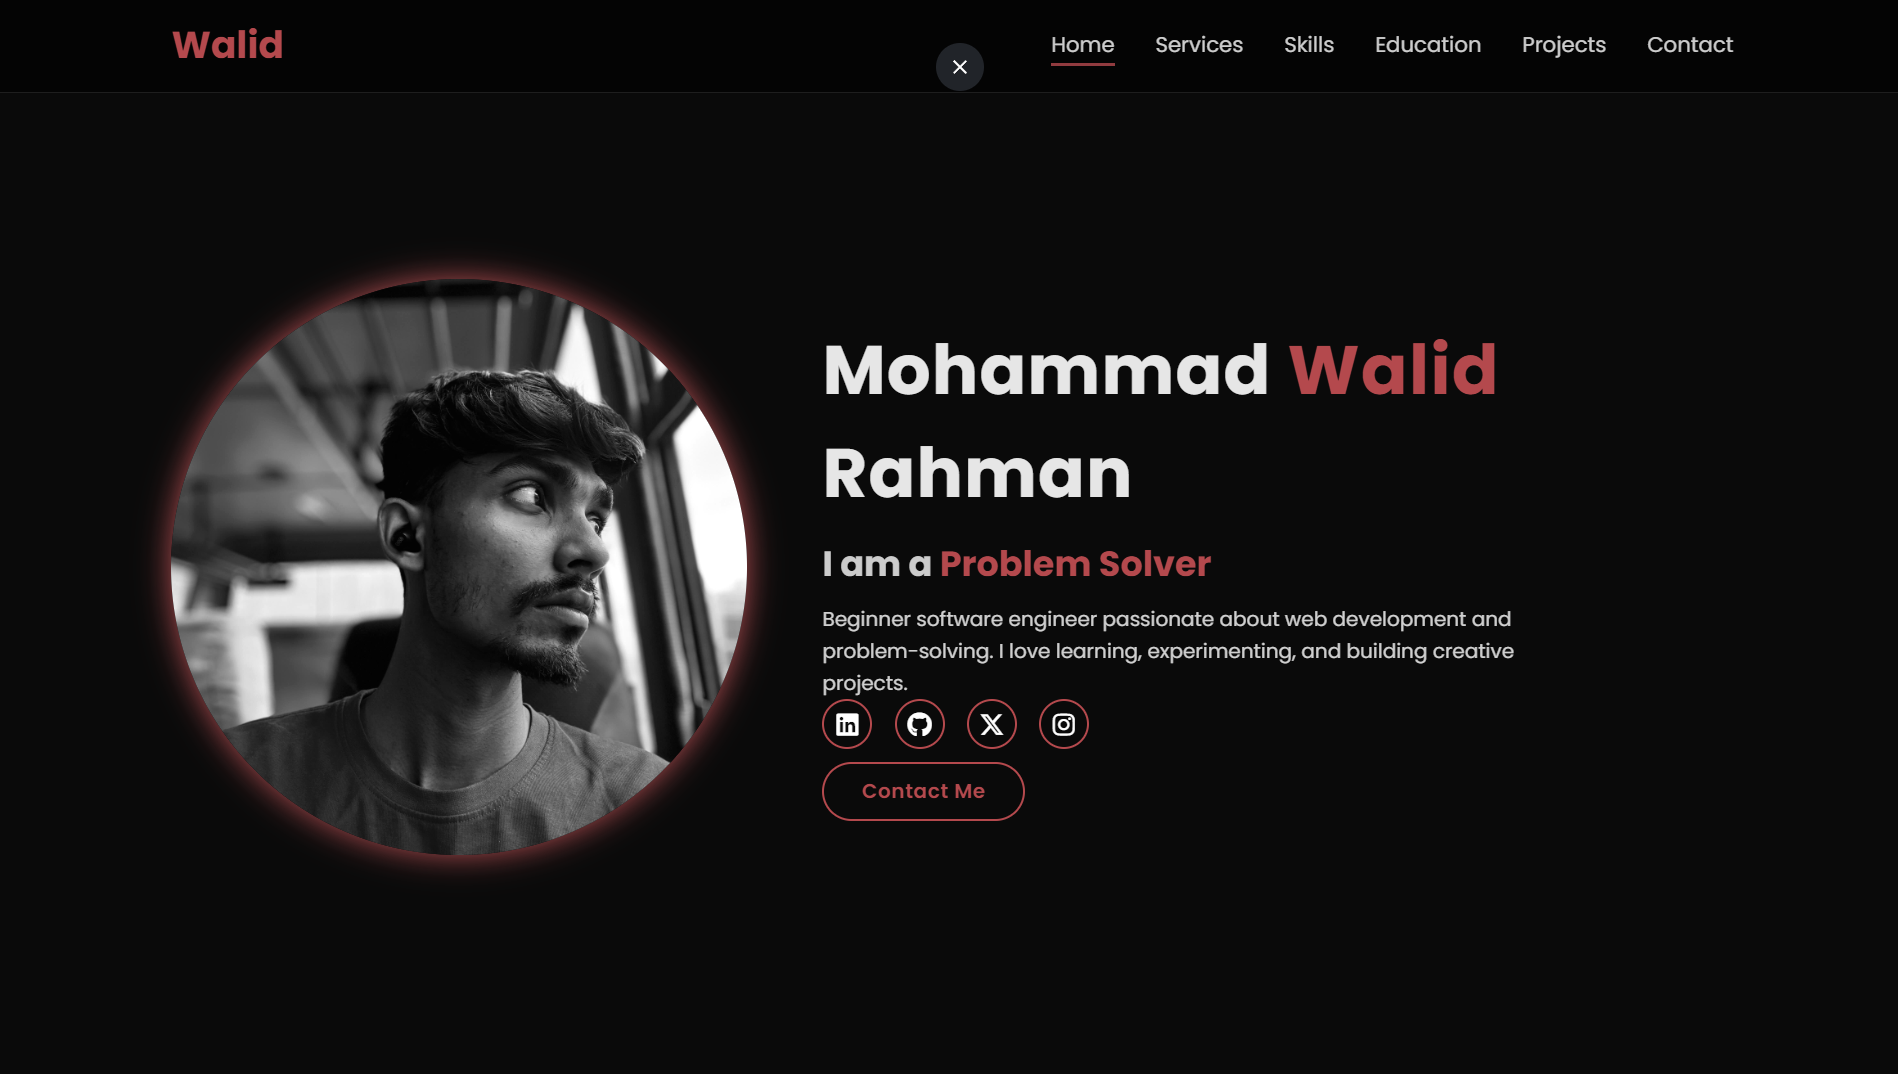 Walid
Home Services Skills Education Projects Contact
Mohammad Walid
Rahman
I am a Problem Solver
Beginner software engineer passionate about web development and
problem-solving. I love learning, experimenting, and building creative
projects.
Contact Me